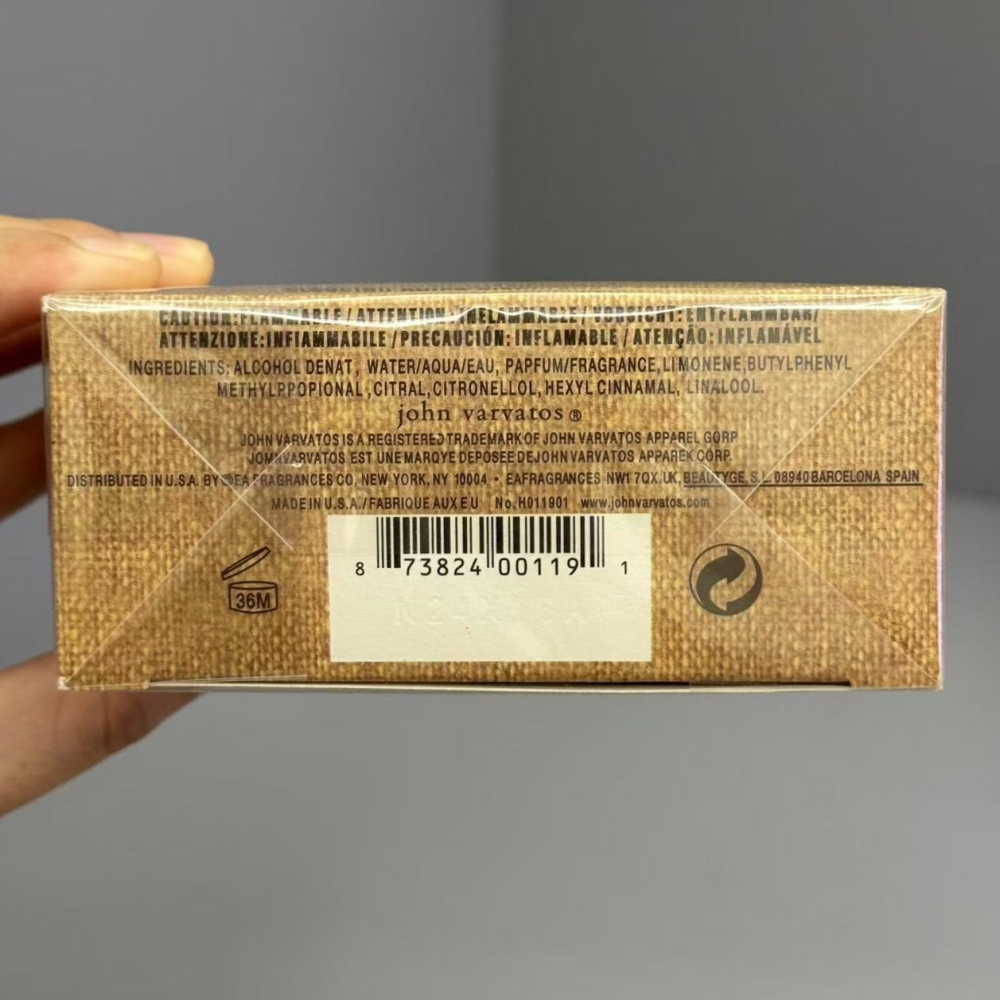 CAUTION:FLAMMABLE/ATTENTION:INFLAMMABLE/VORSICHT:ENTFLAMMBAR/
ATTENZIONE:INFIAMMABILE/PRECAUCIÓN:INFLAMABLE/ATENÇÃO:INFLAMÁVEL
INGREDIENTS: ALCOHOL DENAT, WATER/AQUA/EAU, PAPFUM/FRAGRANCE,LIMONENE,BUTYLPHENYL
METHYLPPOPIONAL,CITRAL,CITRONELLOL,HEXYL CINNAMAL, LINALOOL.
john varvatos®
JOHN VARVATOS IS A REGISTERED TRADEMARK OF JOHN VARVATOS APPAREL GORP
JOMNVARVATOS EST UNE MARQYE DEPOSEE DE JOHN VARVATOS APPAREK CORP.
DISTRIBUTED IN U.S.A. BY EA FRAGRANCES CO, NEW YORK, NY 10004 • EAFRAGRANCES NW1 7QX.UK, BEAUTYGE, S.L. 08940 BARCELONA SPAIN
MADE IN U.S.A./FABRIQUE AUX EU No.H011901 www.johnvarvatos.com
8 73824 00119 1
36M